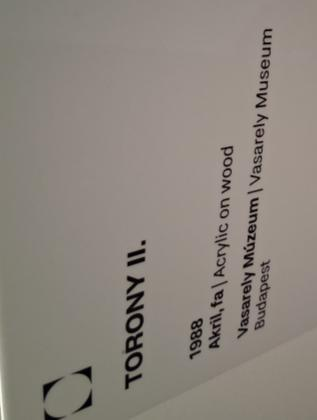 TORONY II.
1988
Akril, fa | Acrylic on wood
Vasarely Múzeum | Vasarely Museum
Budapest